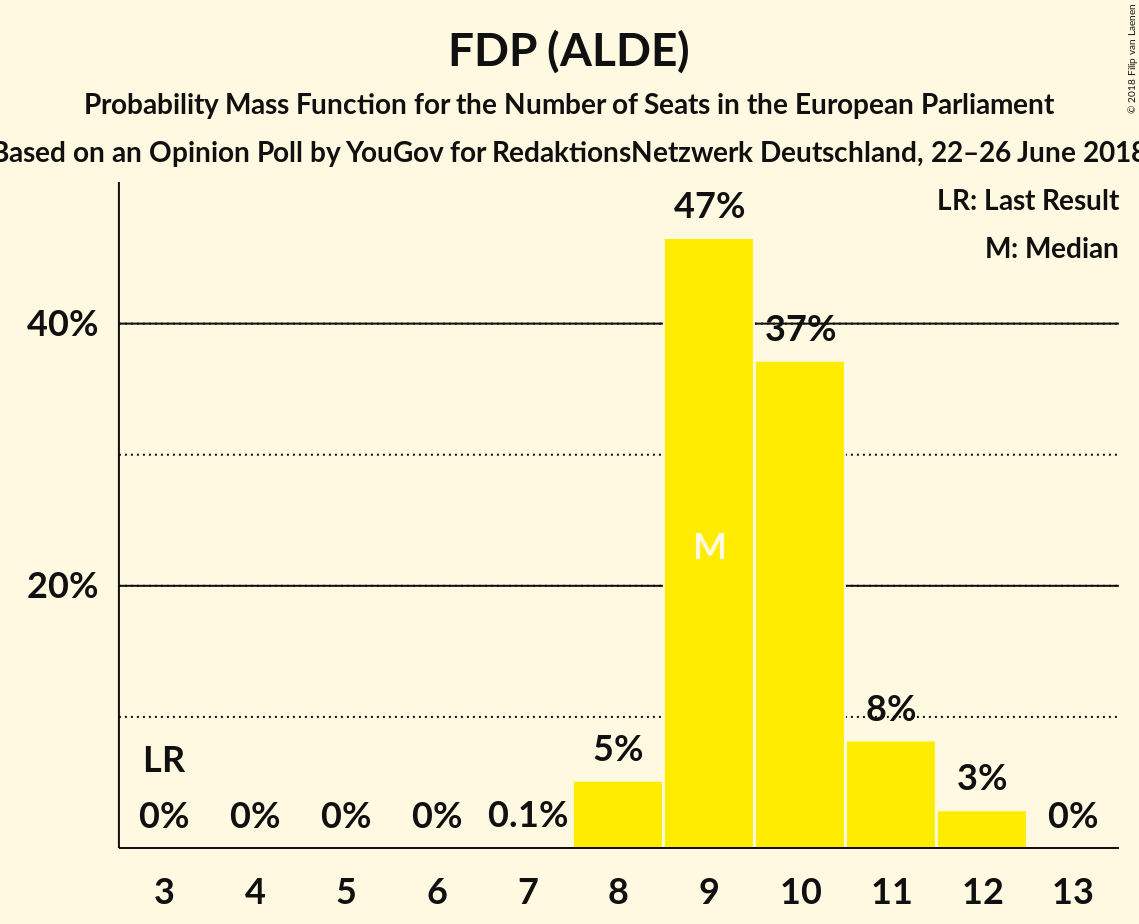 FDP (ALDE)
Probability Mass Function for the Number of Seats in the European Parliament
Based on an Opinion Poll by YouGov for RedaktionsNetzwerk Deutschland, 22–26 June 2018
© 2018 Filip van Laenen
LR: Last Result
M: Median
47%
40%
37%
M
20%
8%
LR
5%
3%
0% 0% 0% 0% 0.1% 0%
3 4 5 6 7 8 9 10 11 12 13